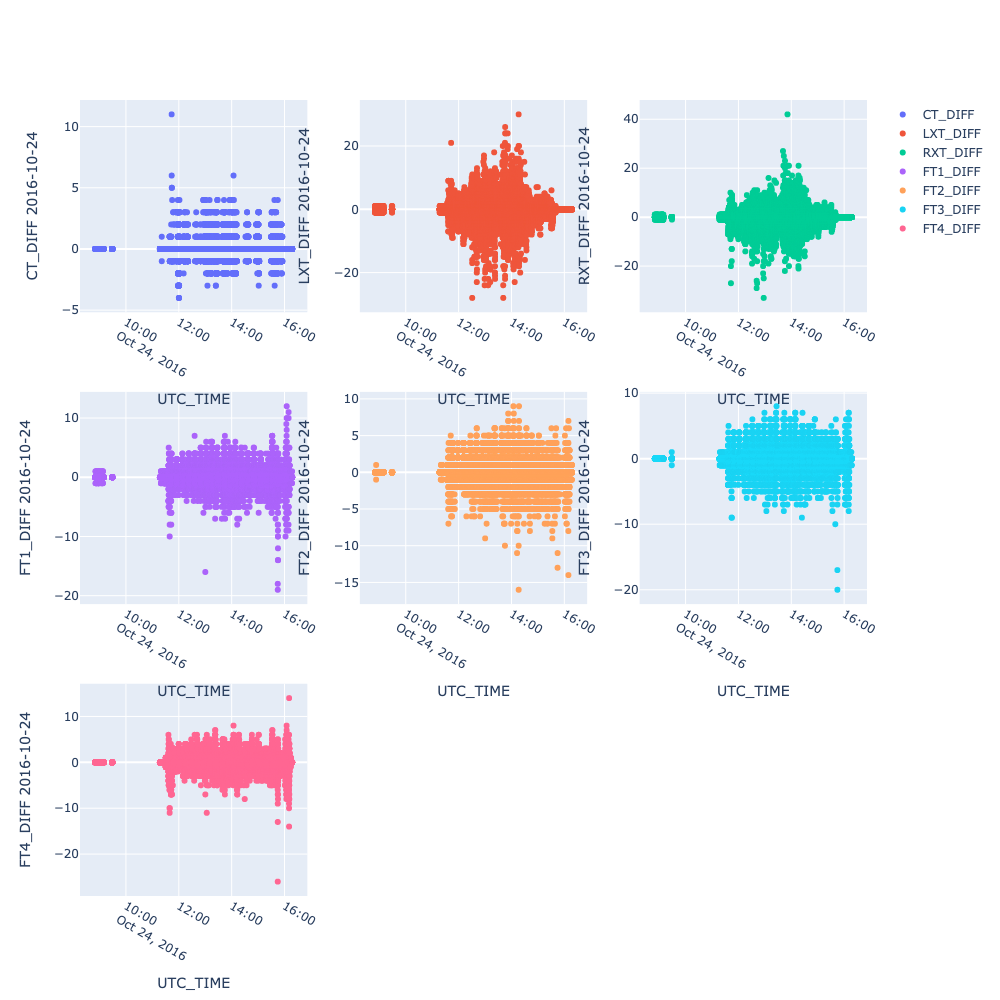 CT_DIFF 2016-10-24
10
5
0
−5
10:00
12:00
14:00
16:00
Oct 24, 2016
UTC_TIME
LXT_DIFF 2016-10-24
20
0
−20
10:00
12:00
14:00
16:00
Oct 24, 2016
UTC_TIME
RXT_DIFF 2016-10-24
40
20
0
−20
10:00
12:00
14:00
16:00
Oct 24, 2016
UTC_TIME
CT_DIFF
LXT_DIFF
RXT_DIFF
FT1_DIFF
FT2_DIFF
FT3_DIFF
FT4_DIFF
FT1_DIFF 2016-10-24
10
0
−10
−20
10:00
12:00
14:00
16:00
Oct 24, 2016
UTC_TIME
FT2_DIFF 2016-10-24
10
5
0
−5
−10
−15
10:00
12:00
14:00
16:00
Oct 24, 2016
UTC_TIME
FT3_DIFF 2016-10-24
10
0
−10
−20
10:00
12:00
14:00
16:00
Oct 24, 2016
UTC_TIME
FT4_DIFF 2016-10-24
10
0
−10
−20
10:00
12:00
14:00
16:00
Oct 24, 2016
UTC_TIME